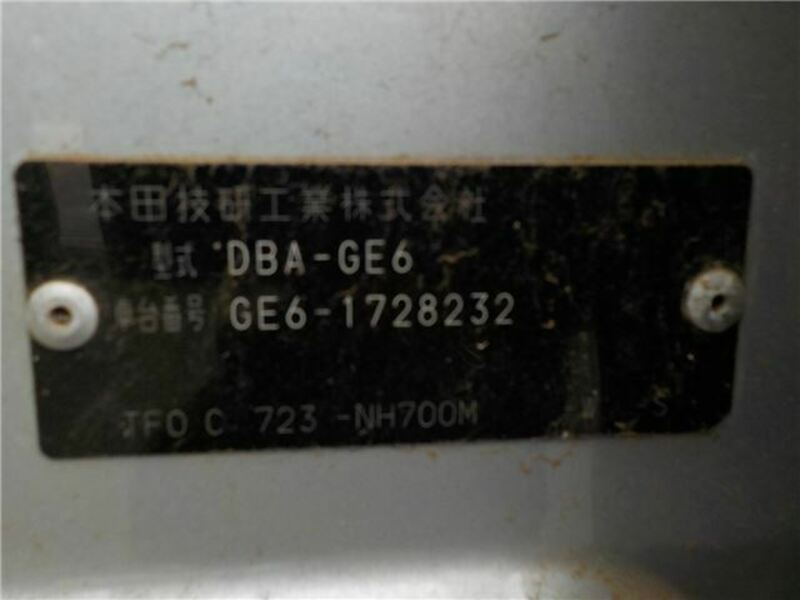 本田技研工業株式会社
型式 DBA-GE6
車台番号 GE6-1728232
TF0 C 723 -NH700M -S